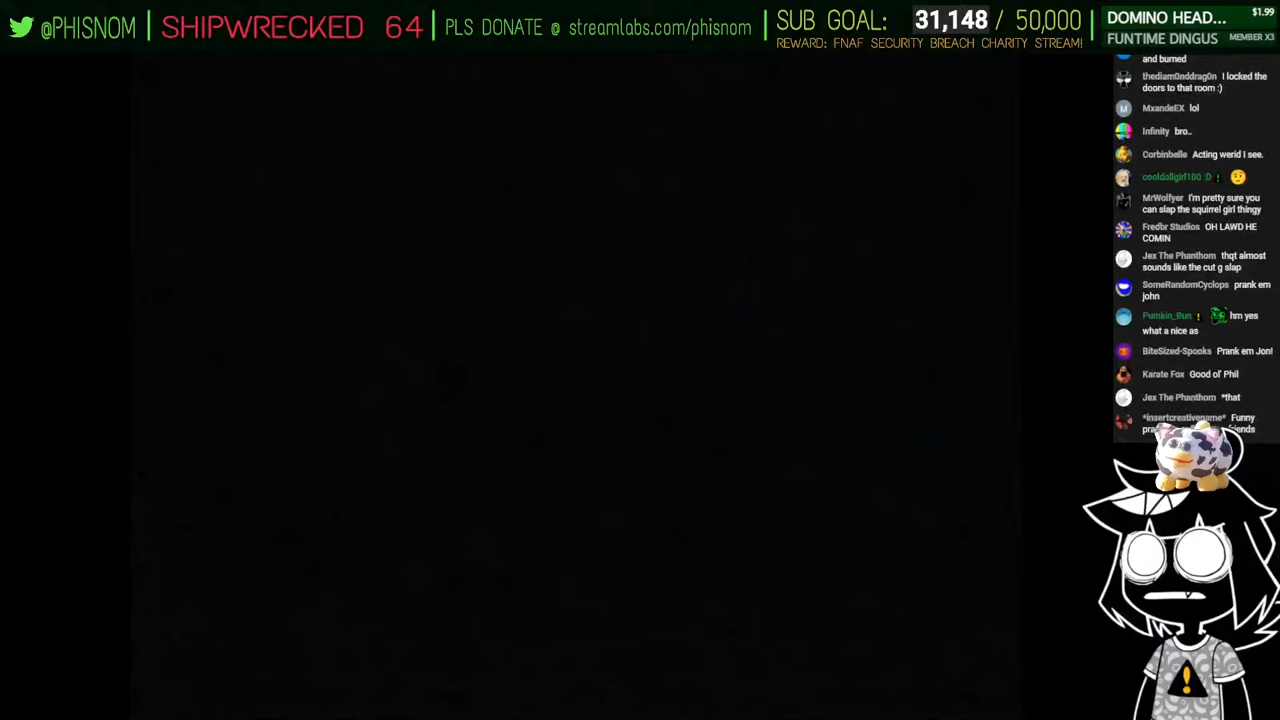 @PHISNOM
SHIPWRECKED 64
PLS DONATE @ streamlabs.com/phisnom
SUB GOAL: 31,148 / 50,000
REWARD: FNAF SECURITY BREACH CHARITY STREAM!
DOMINO HEAD... $1.99
FUNTIME DINGUS MEMBER X3
and burned
thediam0nddrag0n I locked the
doors to that room :)
MxandeEX lol
Infinity bro..
Corbinbelle Acting werid I see.
cooldollgirl100 :D
MrWolfyer I'm pretty sure you
can slap the squirrel girl thingy
Fredbr Studios OH LAWD HE
COMIN
Jex The Phanthom thqt almost
sounds like the cut g slap
SomeRandomCyclops prank em
john
Pumkin_Bun hm yes
what a nice as
BiteSized-Spooks Prank em Jon!
Karate Fox Good ol' Phil
Jex The Phanthom *that
*insertcreativename* Funny